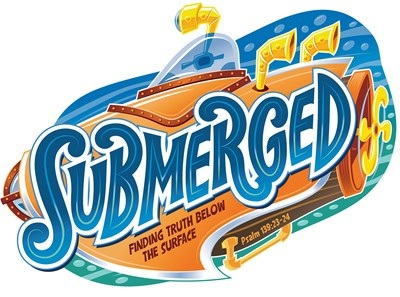 SUBMERGED
FINDING TRUTH BELOW
THE SURFACE
Psalm 139:23-24